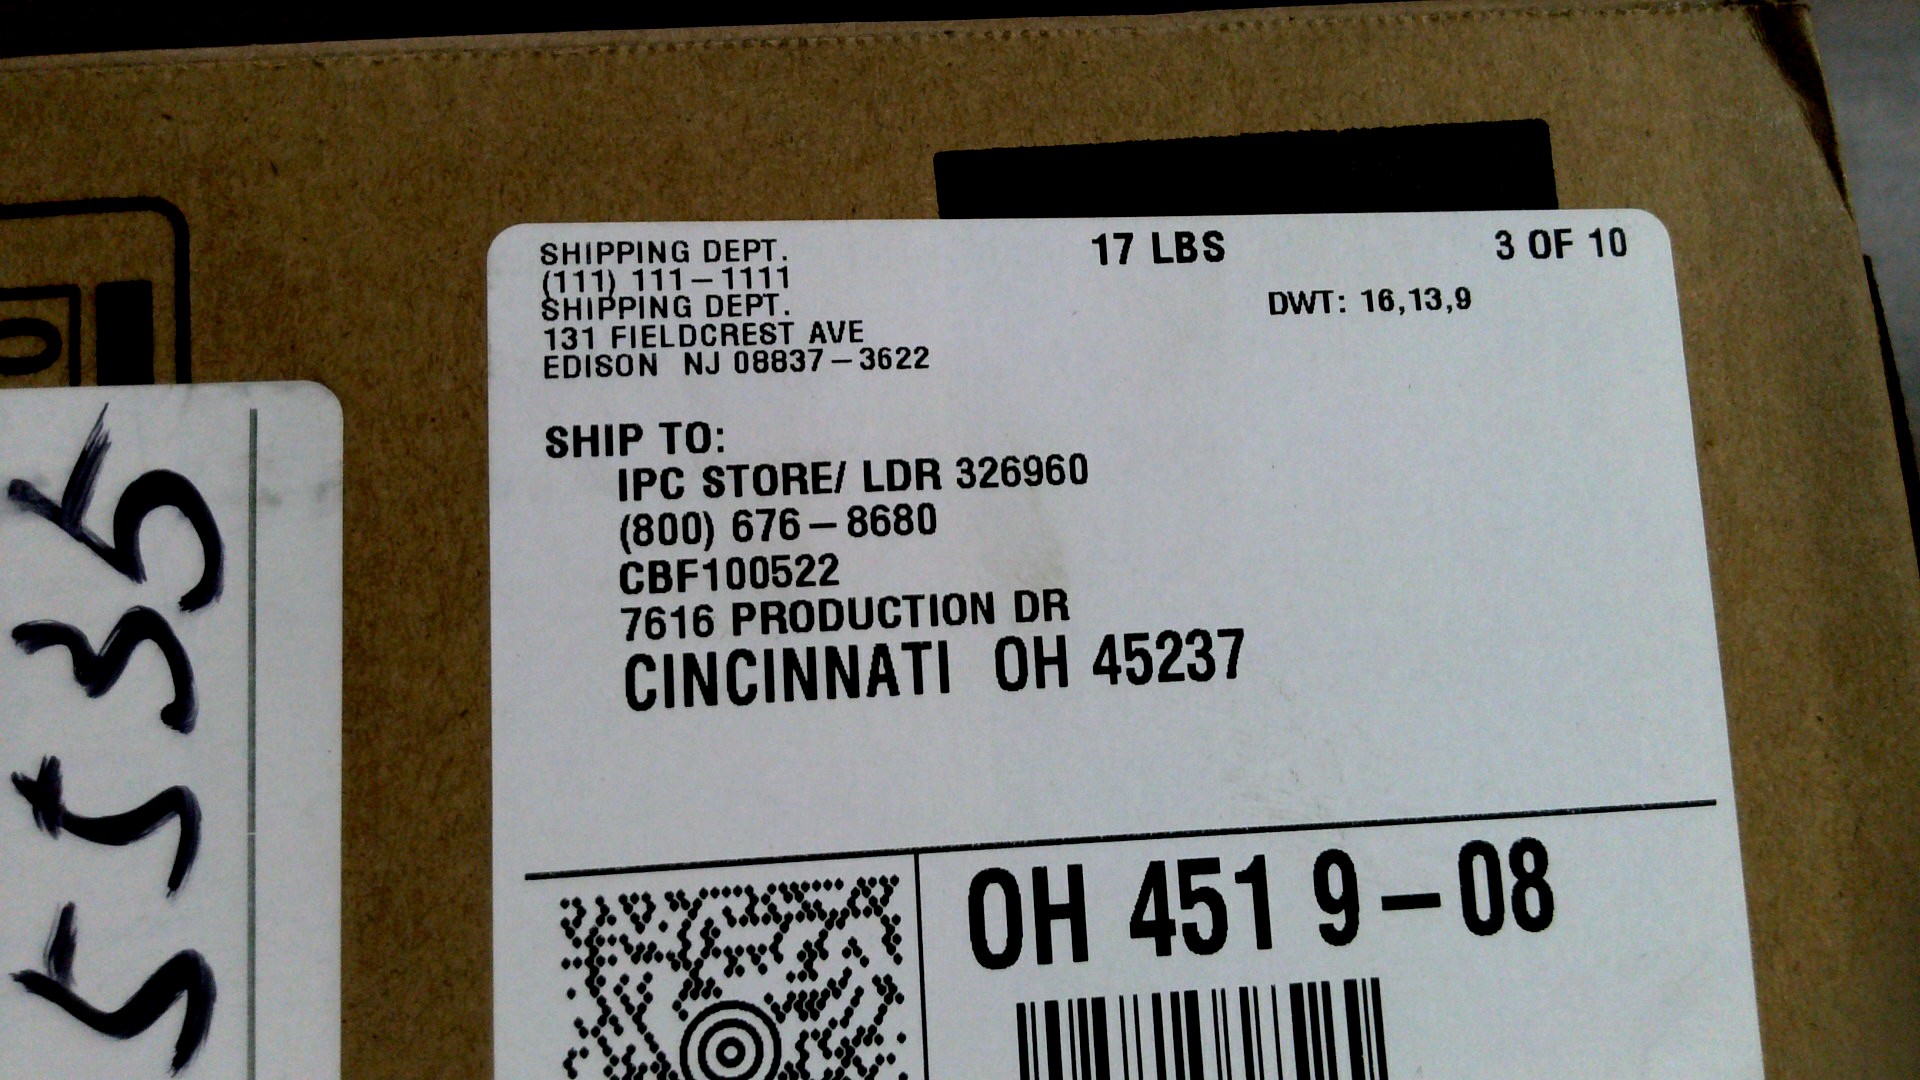 SHIPPING DEPT.
(111) 111-1111
SHIPPING DEPT.
131 FIELDCREST AVE
EDISON NJ 08837-3622
17 LBS
3 OF 10
DWT: 16,13,9
SHIP TO:
IPC STORE/ LDR 326960
(800) 676-8680
CBF100522
7616 PRODUCTION DR
CINCINNATI OH 45237
OH 451 9-08
5535